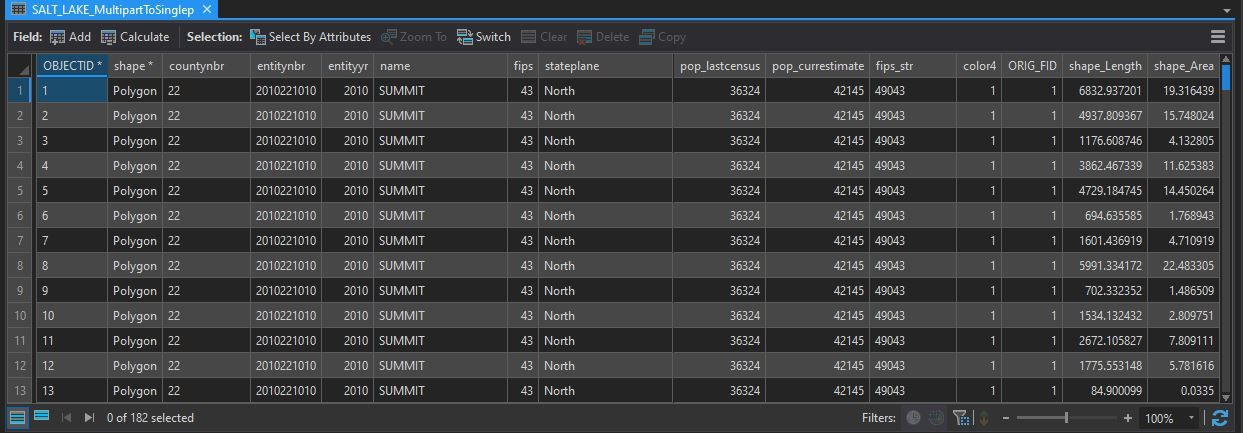 SALT_LAKE_MultipartToSinglep ×
Field: Add Calculate Selection: Select By Attributes Zoom To Switch Clear Delete Copy
OBJECTID * shape * countynbr entitynbr entityyr name fips stateplane pop_lastcensus pop_currestimate fips_str color4 ORIG_FID shape_Length shape_Area
1 1 Polygon 22 2010221010 2010 SUMMIT 43 North 36324 42145 49043 1 1 6832.937201 19.316439
2 2 Polygon 22 2010221010 2010 SUMMIT 43 North 36324 42145 49043 1 1 4937.809367 15.748024
3 3 Polygon 22 2010221010 2010 SUMMIT 43 North 36324 42145 49043 1 1 1176.608746 4.132805
4 4 Polygon 22 2010221010 2010 SUMMIT 43 North 36324 42145 49043 1 1 3862.467339 11.625383
5 5 Polygon 22 2010221010 2010 SUMMIT 43 North 36324 42145 49043 1 1 4729.184745 14.450264
6 6 Polygon 22 2010221010 2010 SUMMIT 43 North 36324 42145 49043 1 1 694.635585 1.768943
7 7 Polygon 22 2010221010 2010 SUMMIT 43 North 36324 42145 49043 1 1 1601.436919 4.710919
8 8 Polygon 22 2010221010 2010 SUMMIT 43 North 36324 42145 49043 1 1 5991.334172 22.483305
9 9 Polygon 22 2010221010 2010 SUMMIT 43 North 36324 42145 49043 1 1 702.332352 1.486509
10 10 Polygon 22 2010221010 2010 SUMMIT 43 North 36324 42145 49043 1 1 1534.132432 2.809751
11 11 Polygon 22 2010221010 2010 SUMMIT 43 North 36324 42145 49043 1 1 2672.105827 7.809111
12 12 Polygon 22 2010221010 2010 SUMMIT 43 North 36324 42145 49043 1 1 1775.553148 5.781616
13 13 Polygon 22 2010221010 2010 SUMMIT 43 North 36324 42145 49043 1 1 84.900099 0.0335
0 of 182 selected Filters: − + 100%